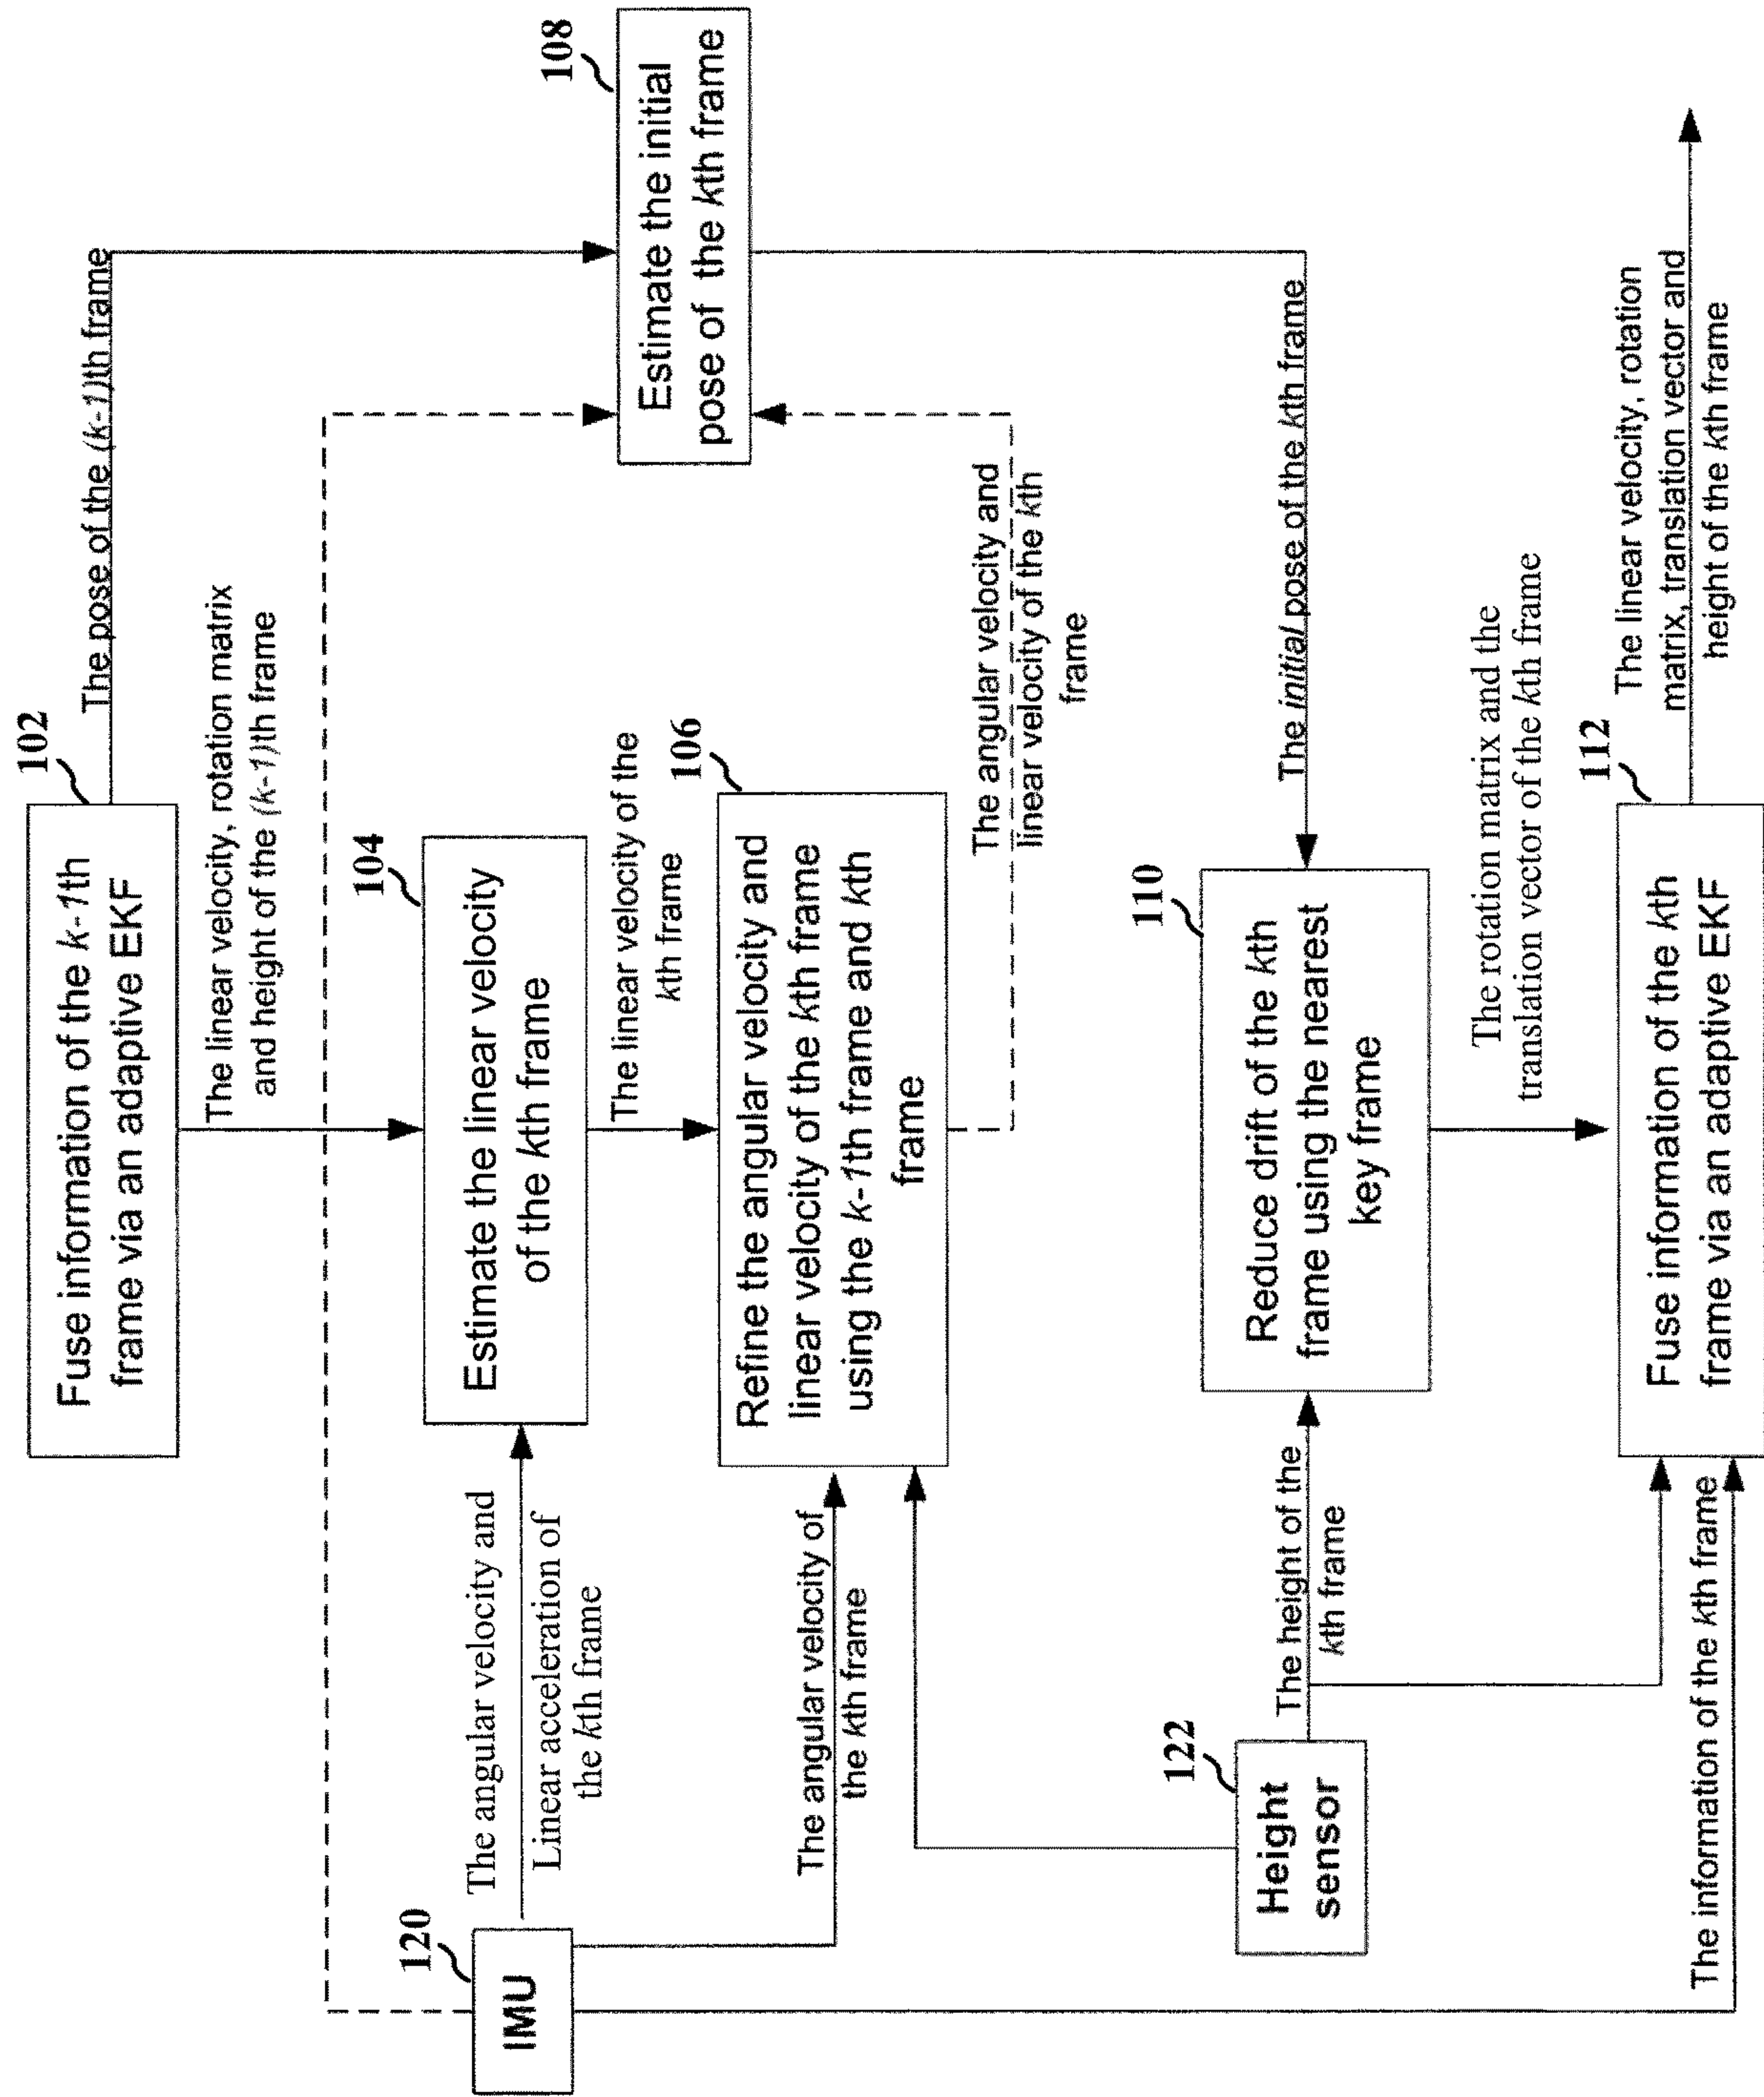 102
Fuse information of the k-1th
frame via an adaptive EKF
The pose of the (k-1)th frame
The linear velocity, rotation matrix
and height of the (k-1)th frame
108
Estimate the initial
pose of the kth frame
120
IMU
The angular velocity and
Linear acceleration of
the kth frame
104
Estimate the linear velocity
of the kth frame
The linear velocity of the
kth frame
The angular velocity of
the kth frame
106
Refine the angular velocity and
linear velocity of the kth frame
using the k-1th frame and kth
frame
The angular velocity and
linear velocity of the kth
frame
122
Height
sensor
The height of the
kth frame
110
Reduce drift of the kth
frame using the nearest
key frame
The initial pose of the kth frame
The rotation matrix and the
translation vector of the kth frame
The information of the kth frame
112
Fuse information of the kth
frame via an adaptive EKF
The linear velocity, rotation
matrix, translation vector and
height of the kth frame